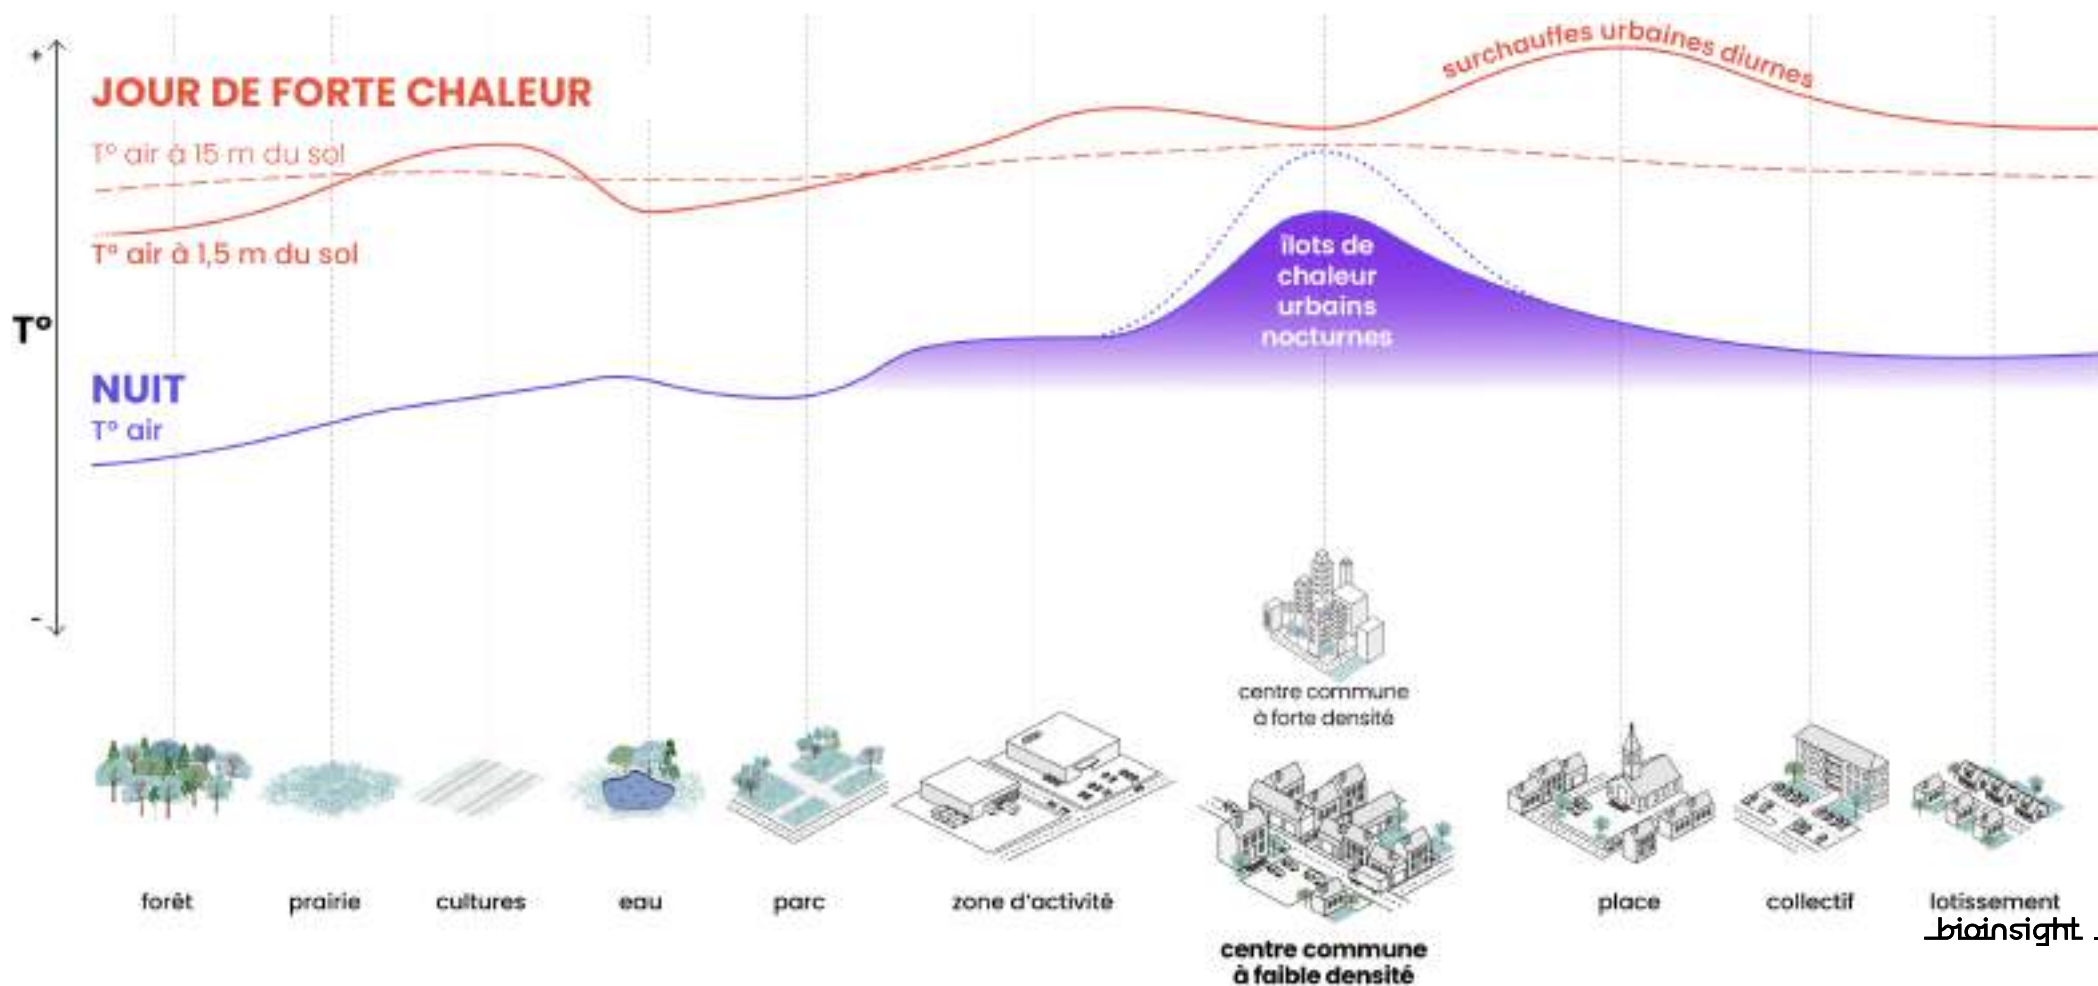 +
surchauffes urbaines diurnes
JOUR DE FORTE CHALEUR
T° air à 15 m du sol
T° air à 1,5 m du sol
îlots de
chaleur
urbains
nocturnes
T°
NUIT
T° air
-
centre commune
à forte densité
forêt
prairie
cultures
eau
parc
zone d'activité
place
collectif
lotissement
bioinsight
centre commune
à faible densité